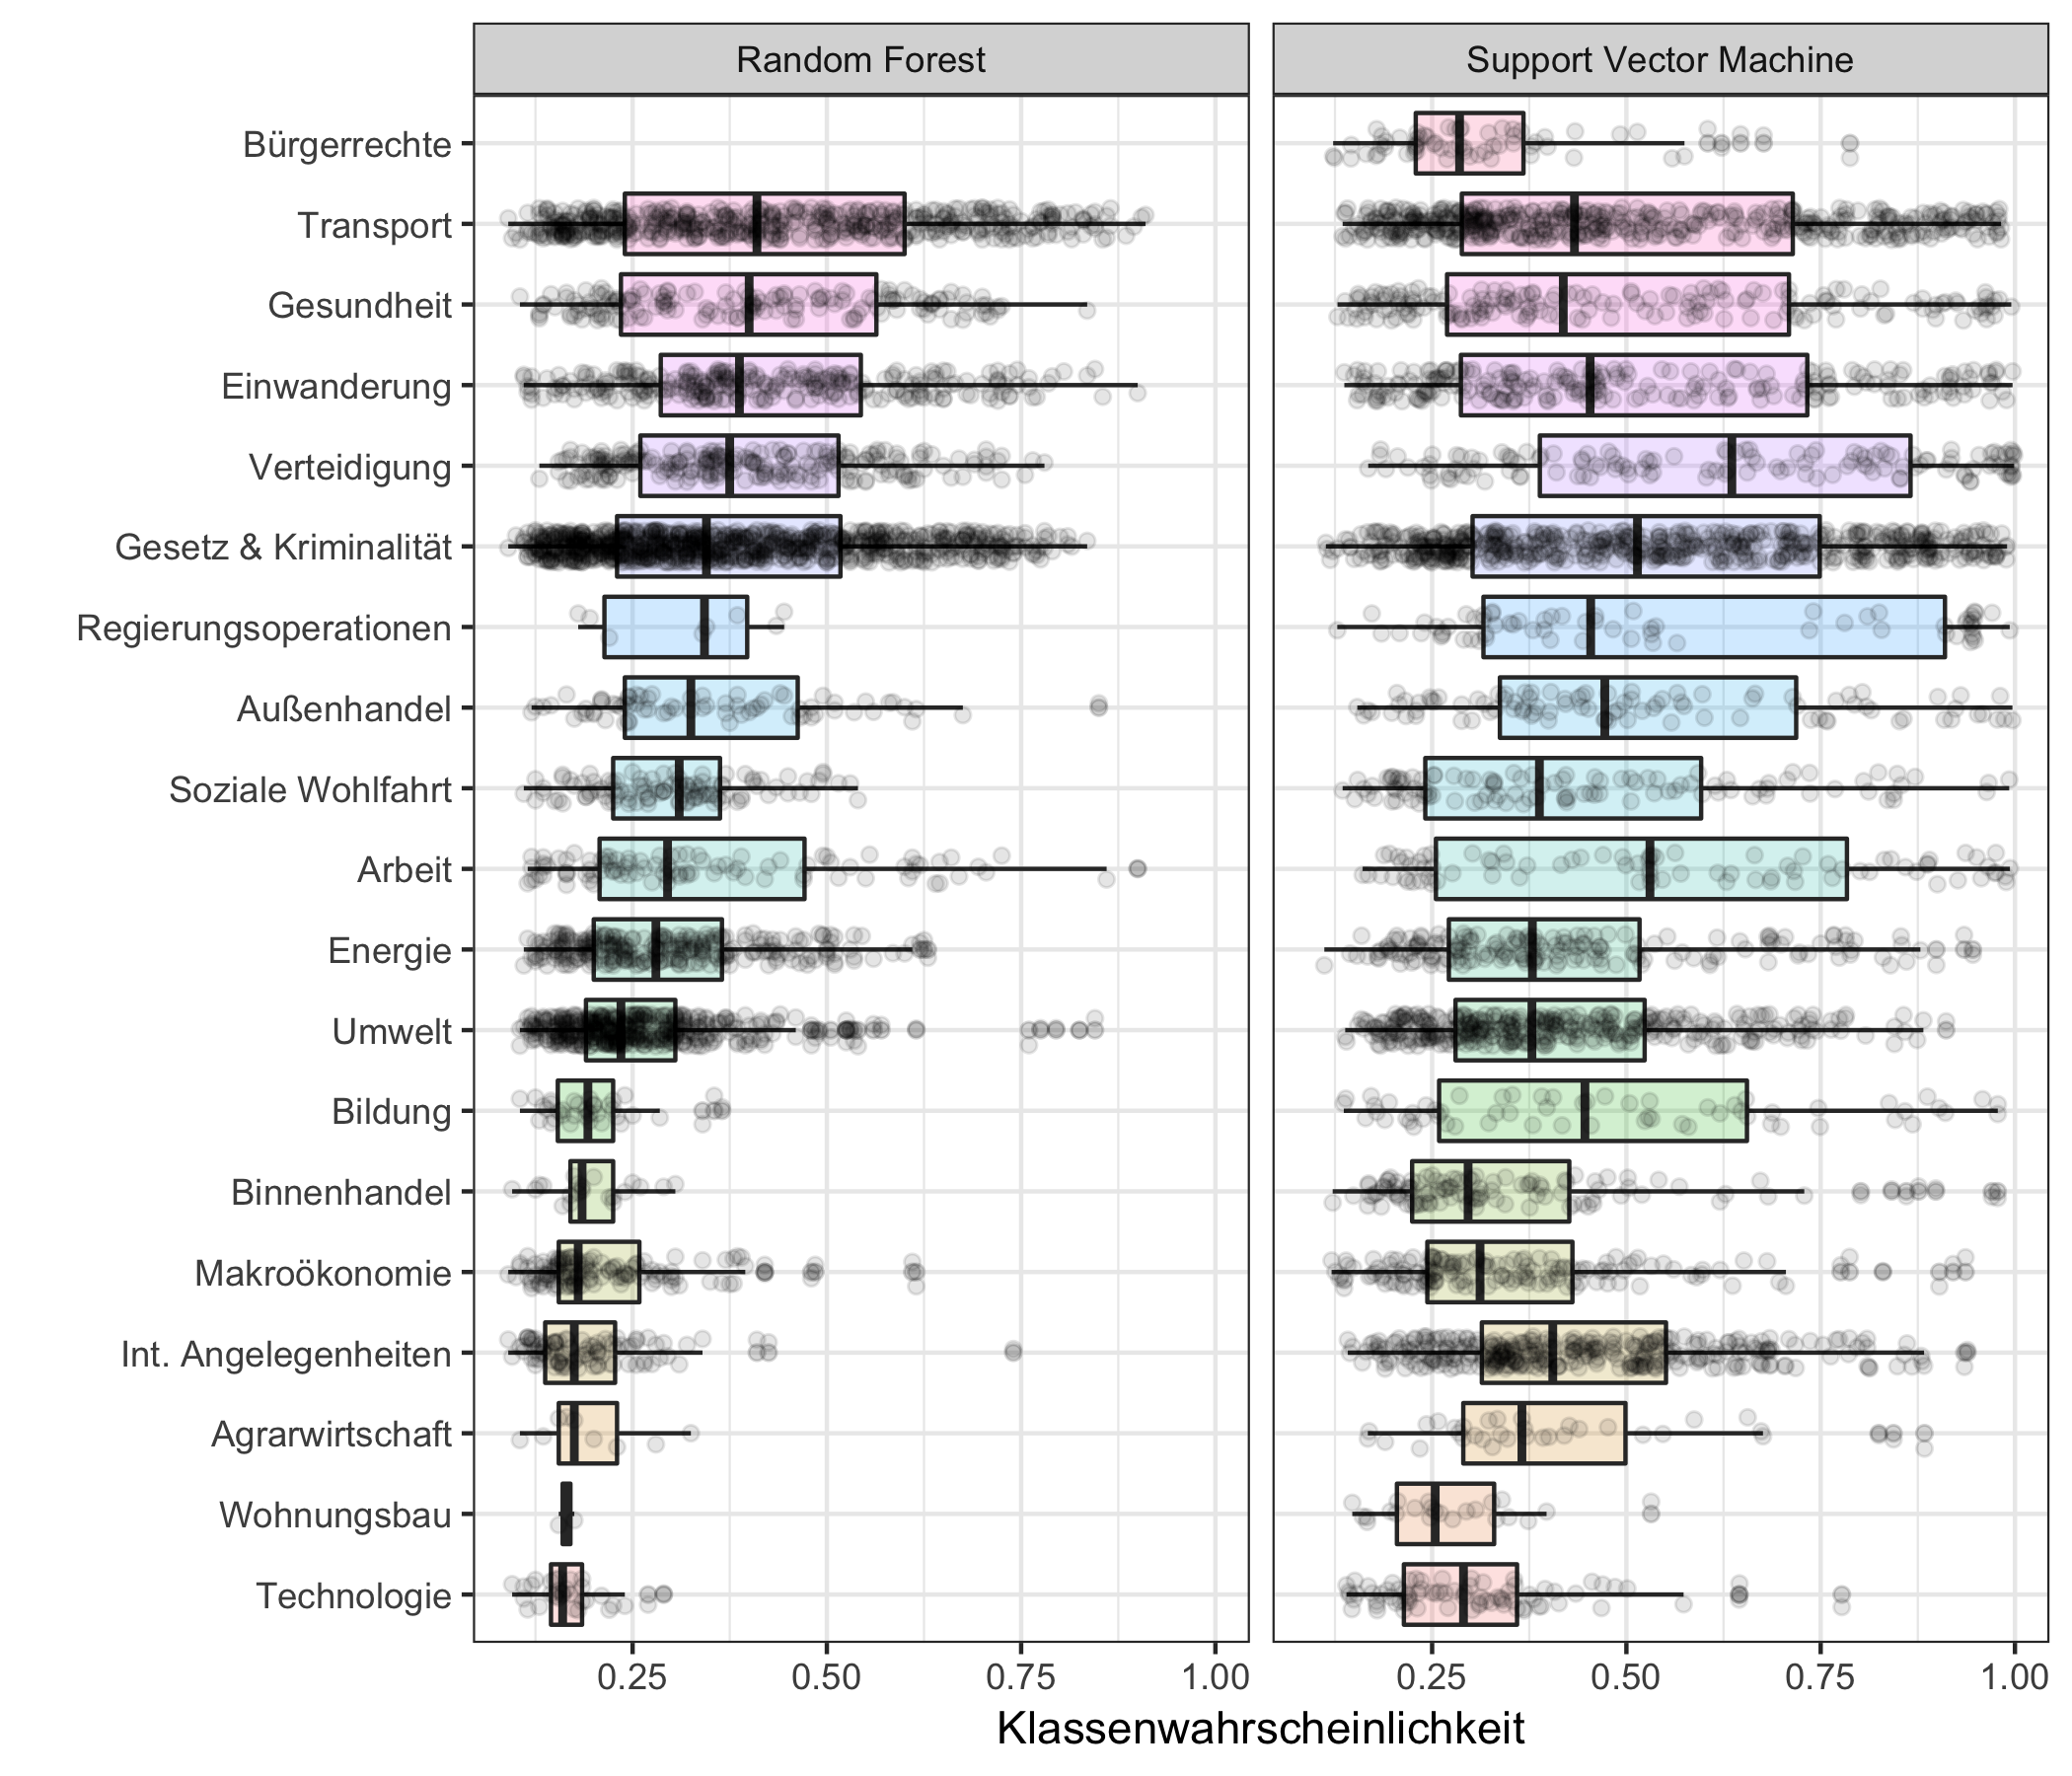 Random Forest
Support Vector Machine
Bürgerrechte
Transport
Gesundheit
Einwanderung
Verteidigung
Gesetz & Kriminalität
Regierungsoperationen
Außenhandel
Soziale Wohlfahrt
Arbeit
Energie
Umwelt
Bildung
Binnenhandel
Makroökonomie
Int. Angelegenheiten
Agrarwirtschaft
Wohnungsbau
Technologie
0.25 0.50 0.75 1.00
0.25 0.50 0.75 1.00
Klassenwahrscheinlichkeit